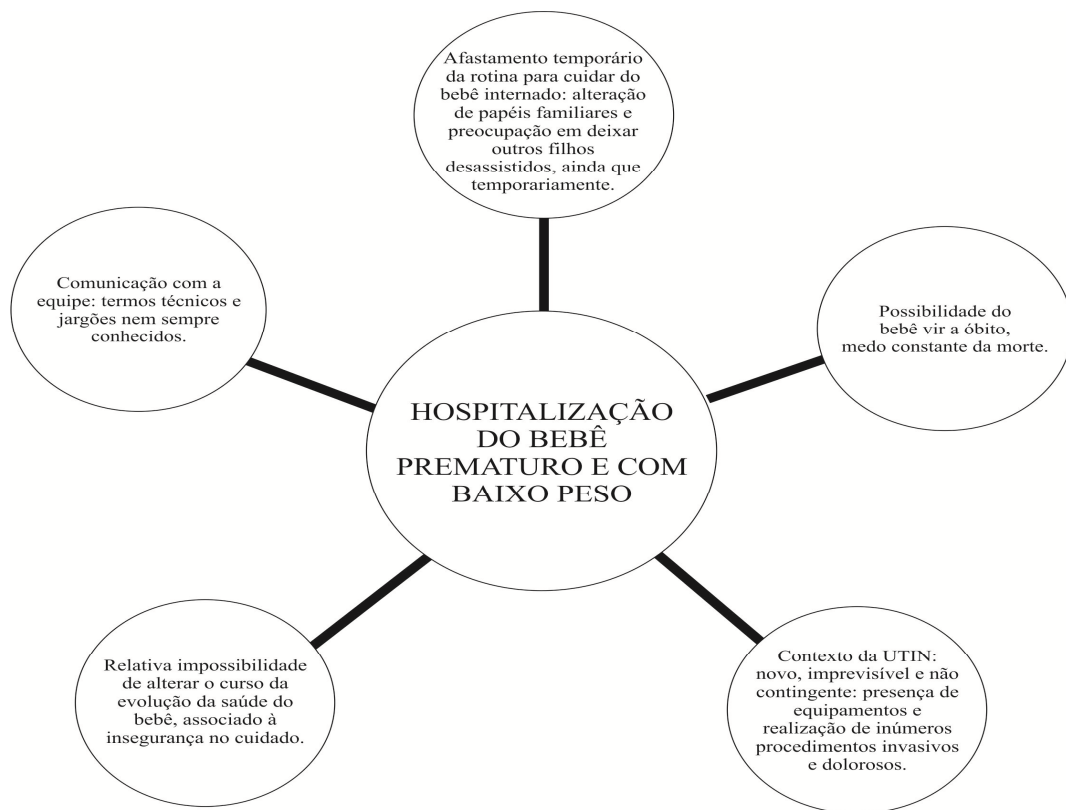 Afastamento temporário
da rotina para cuidar do
bebê internado: alteração
de papéis familiares e
preocupação em deixar
outros filhos
desassistidos, ainda que
temporariamente.
Comunicação com a
equipe: termos técnicos e
jargões nem sempre
conhecidos.
Possibilidade do
bebê vir a óbito,
medo constante da morte.
HOSPITALIZAÇÃO
DO BEBÊ
PREMATURO E COM
BAIXO PESO
Relativa impossibilidade
de alterar o curso da
evolução da saúde do
bebê, associado à
insegurança no cuidado.
Contexto da UTIN:
novo, imprevisível e não
contingente: presença de
equipamentos e
realização de inúmeros
procedimentos invasivos
e dolorosos.